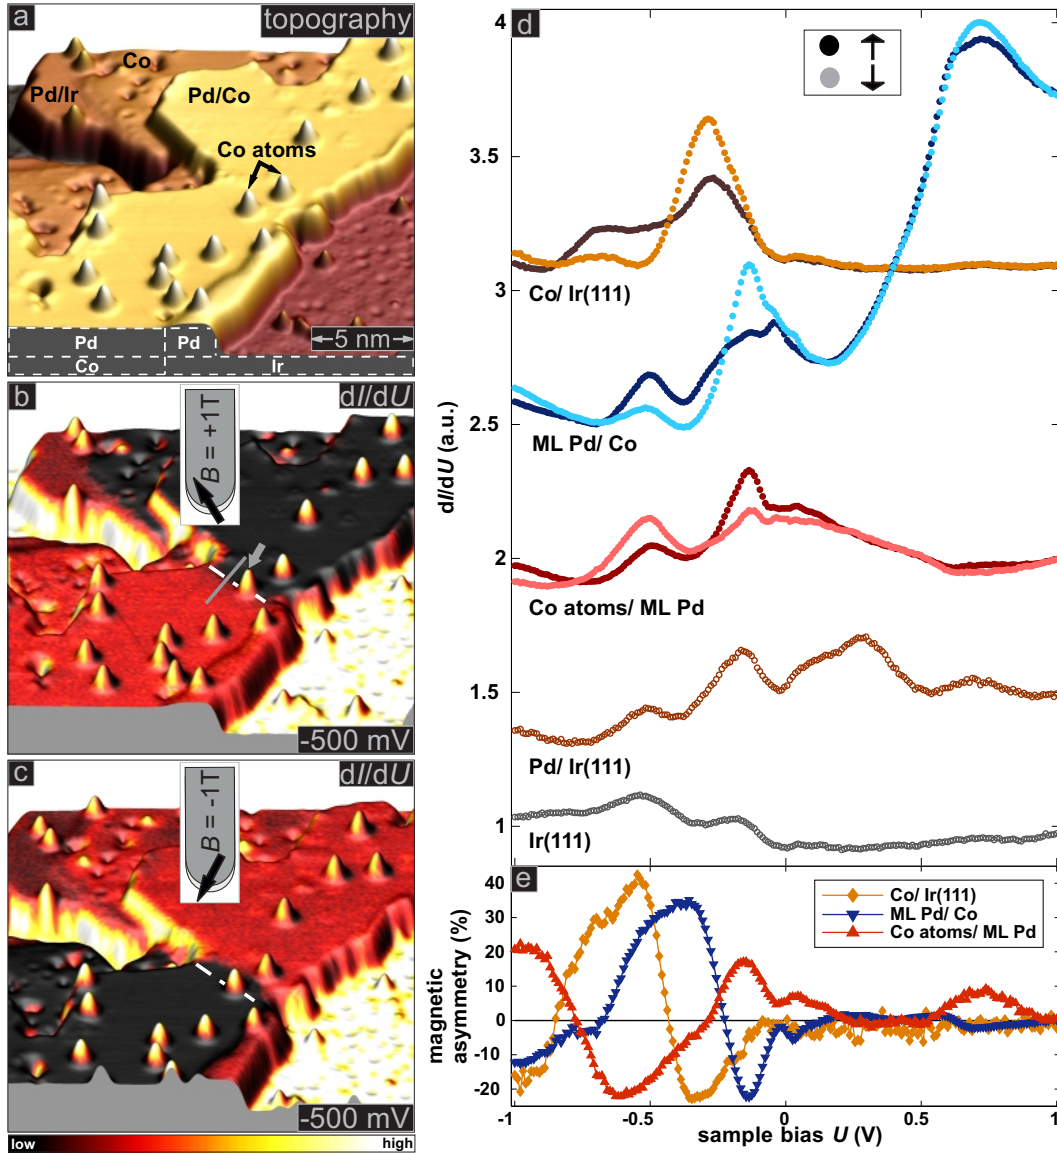 a
topography
Co
Pd/Ir
Pd/Co
Co atoms
Pd
Pd
Co
Ir
5 nm
b
dI/dU
B = +1T
-500 mV
c
dI/dU
B = -1T
-500 mV
low
high
d
4
3.5
3
2.5
2
1.5
1
dI/dU (a.u.)
Co/ Ir(111)
ML Pd/ Co
Co atoms/ ML Pd
Pd/ Ir(111)
Ir(111)
e
40
30
20
10
0
-10
-20
magnetic
asymmetry (%)
Co/ Ir(111)
ML Pd/ Co
Co atoms/ ML Pd
-1
-0.5
0
0.5
1
sample bias U (V)